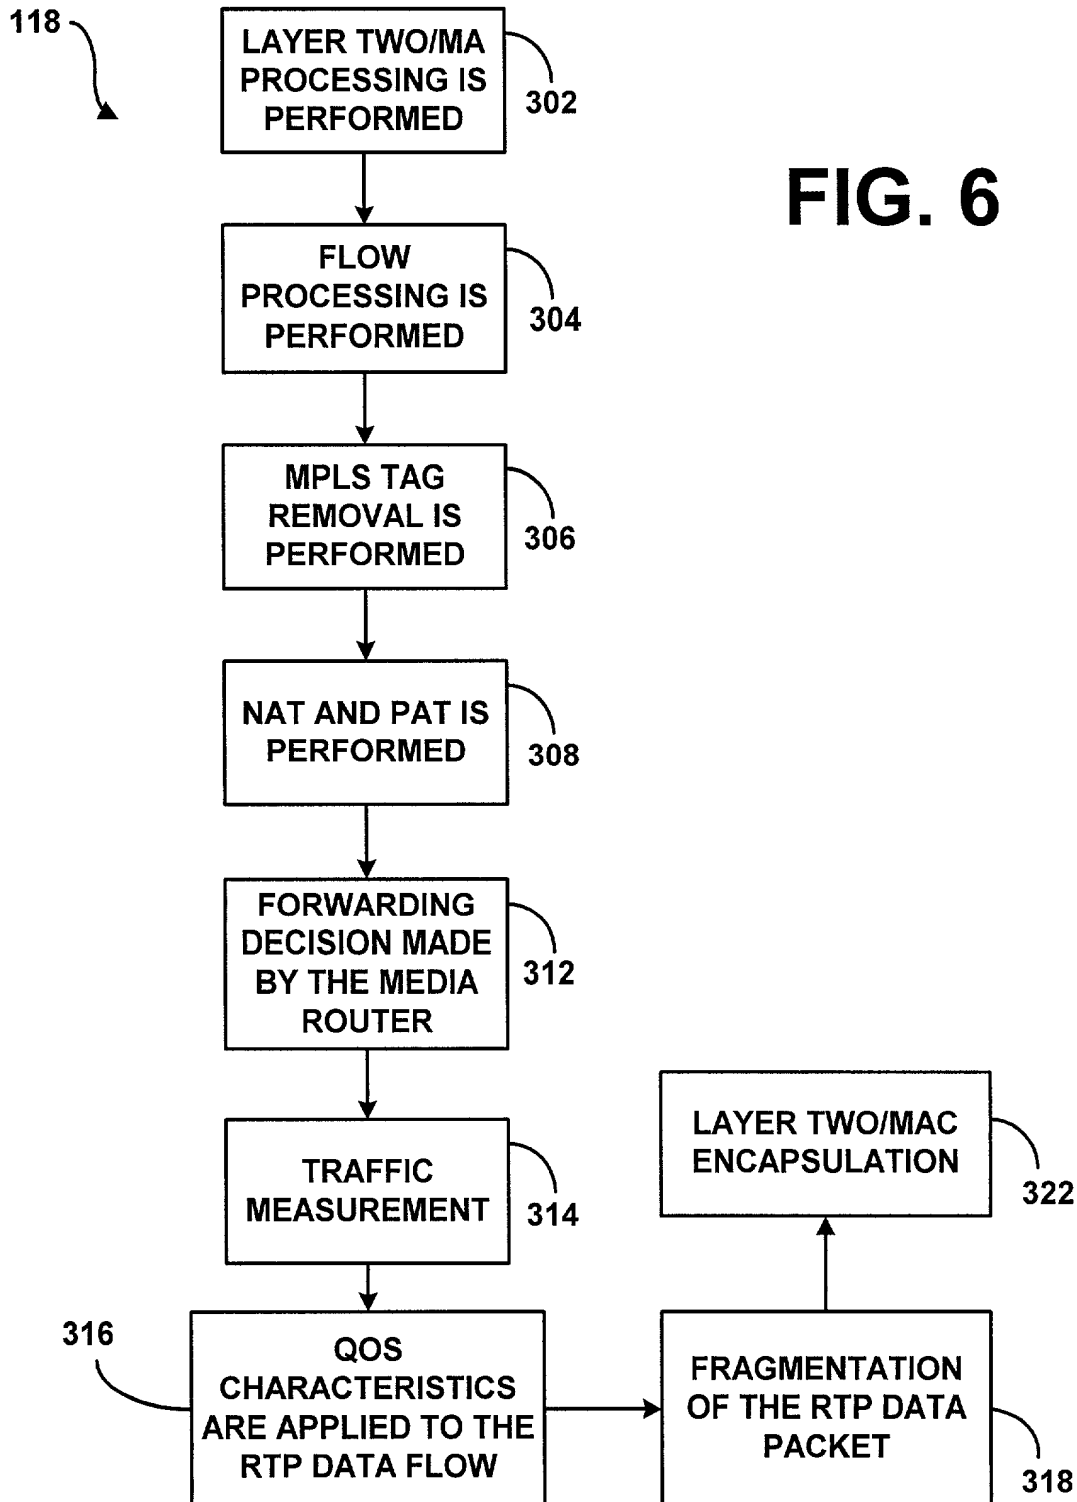 118
LAYER TWO/MA
PROCESSING IS
PERFORMED
302
FIG. 6
FLOW
PROCESSING IS
PERFORMED
304
MPLS TAG
REMOVAL IS
PERFORMED
306
NAT AND PAT IS
PERFORMED
308
FORWARDING
DECISION MADE
BY THE MEDIA
ROUTER
312
TRAFFIC
MEASUREMENT
314
LAYER TWO/MAC
ENCAPSULATION
322
316
QOS
CHARACTERISTICS
ARE APPLIED TO THE
RTP DATA FLOW
FRAGMENTATION
OF THE RTP DATA
PACKET
318